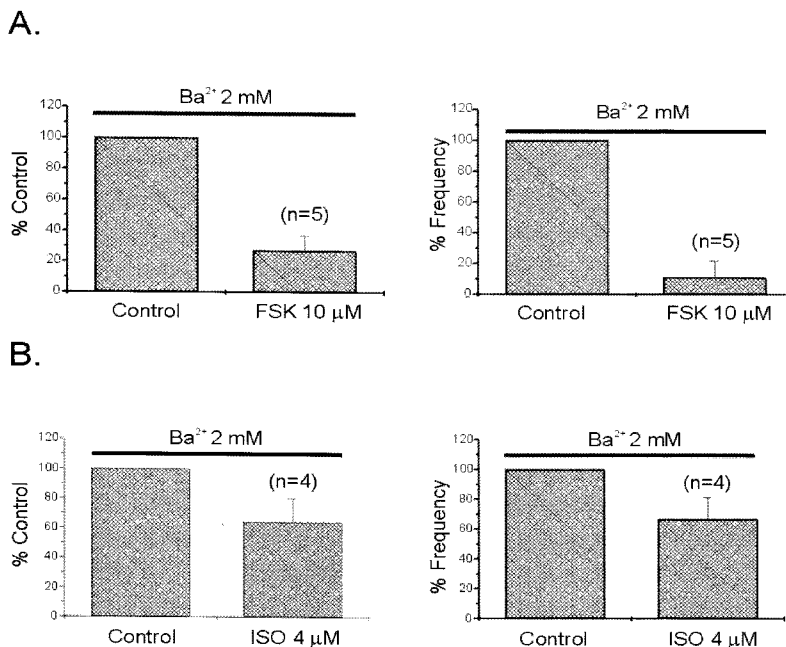 A.
Ba²⁺ 2 mM
% Control
120
100
80
60
40
20
0
(n=5)
Control
FSK 10 µM
Ba²⁺ 2 mM
% Frequency
120
100
80
60
40
20
0
(n=5)
Control
FSK 10 µM
B.
Ba²⁺ 2 mM
% Control
120
100
80
60
40
20
0
(n=4)
Control
ISO 4 µM
Ba²⁺ 2 mM
% Frequency
120
100
80
60
40
20
0
(n=4)
Control
ISO 4 µM